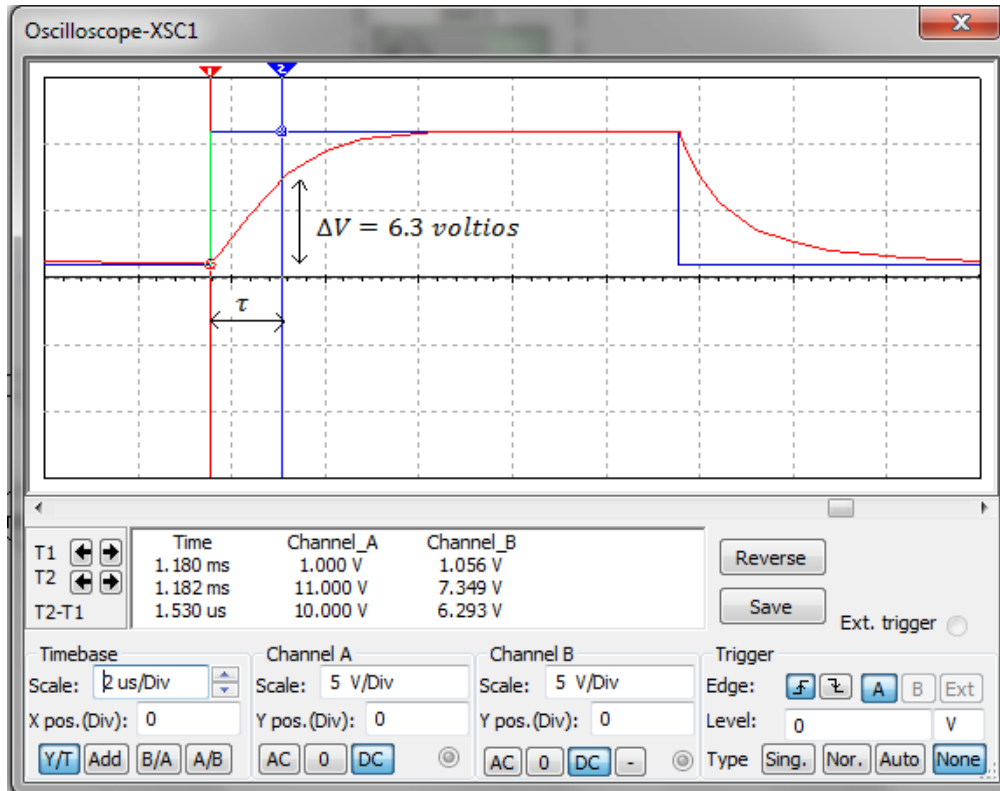 Oscilloscope-XSC1
x
1
2
ΔV = 6.3 voltios
τ
Time Channel_A Channel_B
T1 1.180 ms 1.000 V 1.056 V
T2 1.182 ms 11.000 V 7.349 V
T2-T1 1.530 us 10.000 V 6.293 V
Reverse
Save
Ext. trigger
Timebase Channel A Channel B Trigger
Scale: 2 us/Div Scale: 5 V/Div Scale: 5 V/Div Edge: A B Ext
X pos.(Div): 0 Y pos.(Div): 0 Y pos.(Div): 0 Level: 0 V
Y/T Add B/A A/B AC 0 DC AC 0 DC - Type Sing. Nor. Auto None